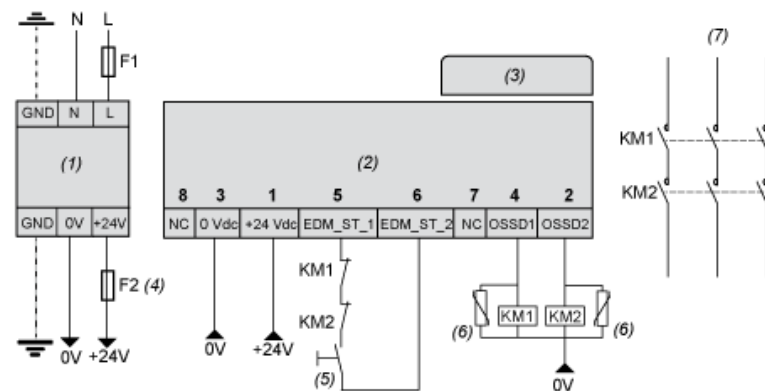 N L
(7)
F1
(3)
GND N L
(1)
(2)
KM1
8 3 1 5 6 7 4 2
KM2
GND 0V +24V
NC 0 Vdc +24 Vdc EDM_ST_1 EDM_ST_2 NC OSSD1 OSSD2
KM1
F2 (4)
KM2
KM1 KM2
(6) (6)
0V +24V
0V +24V
(5)
0V